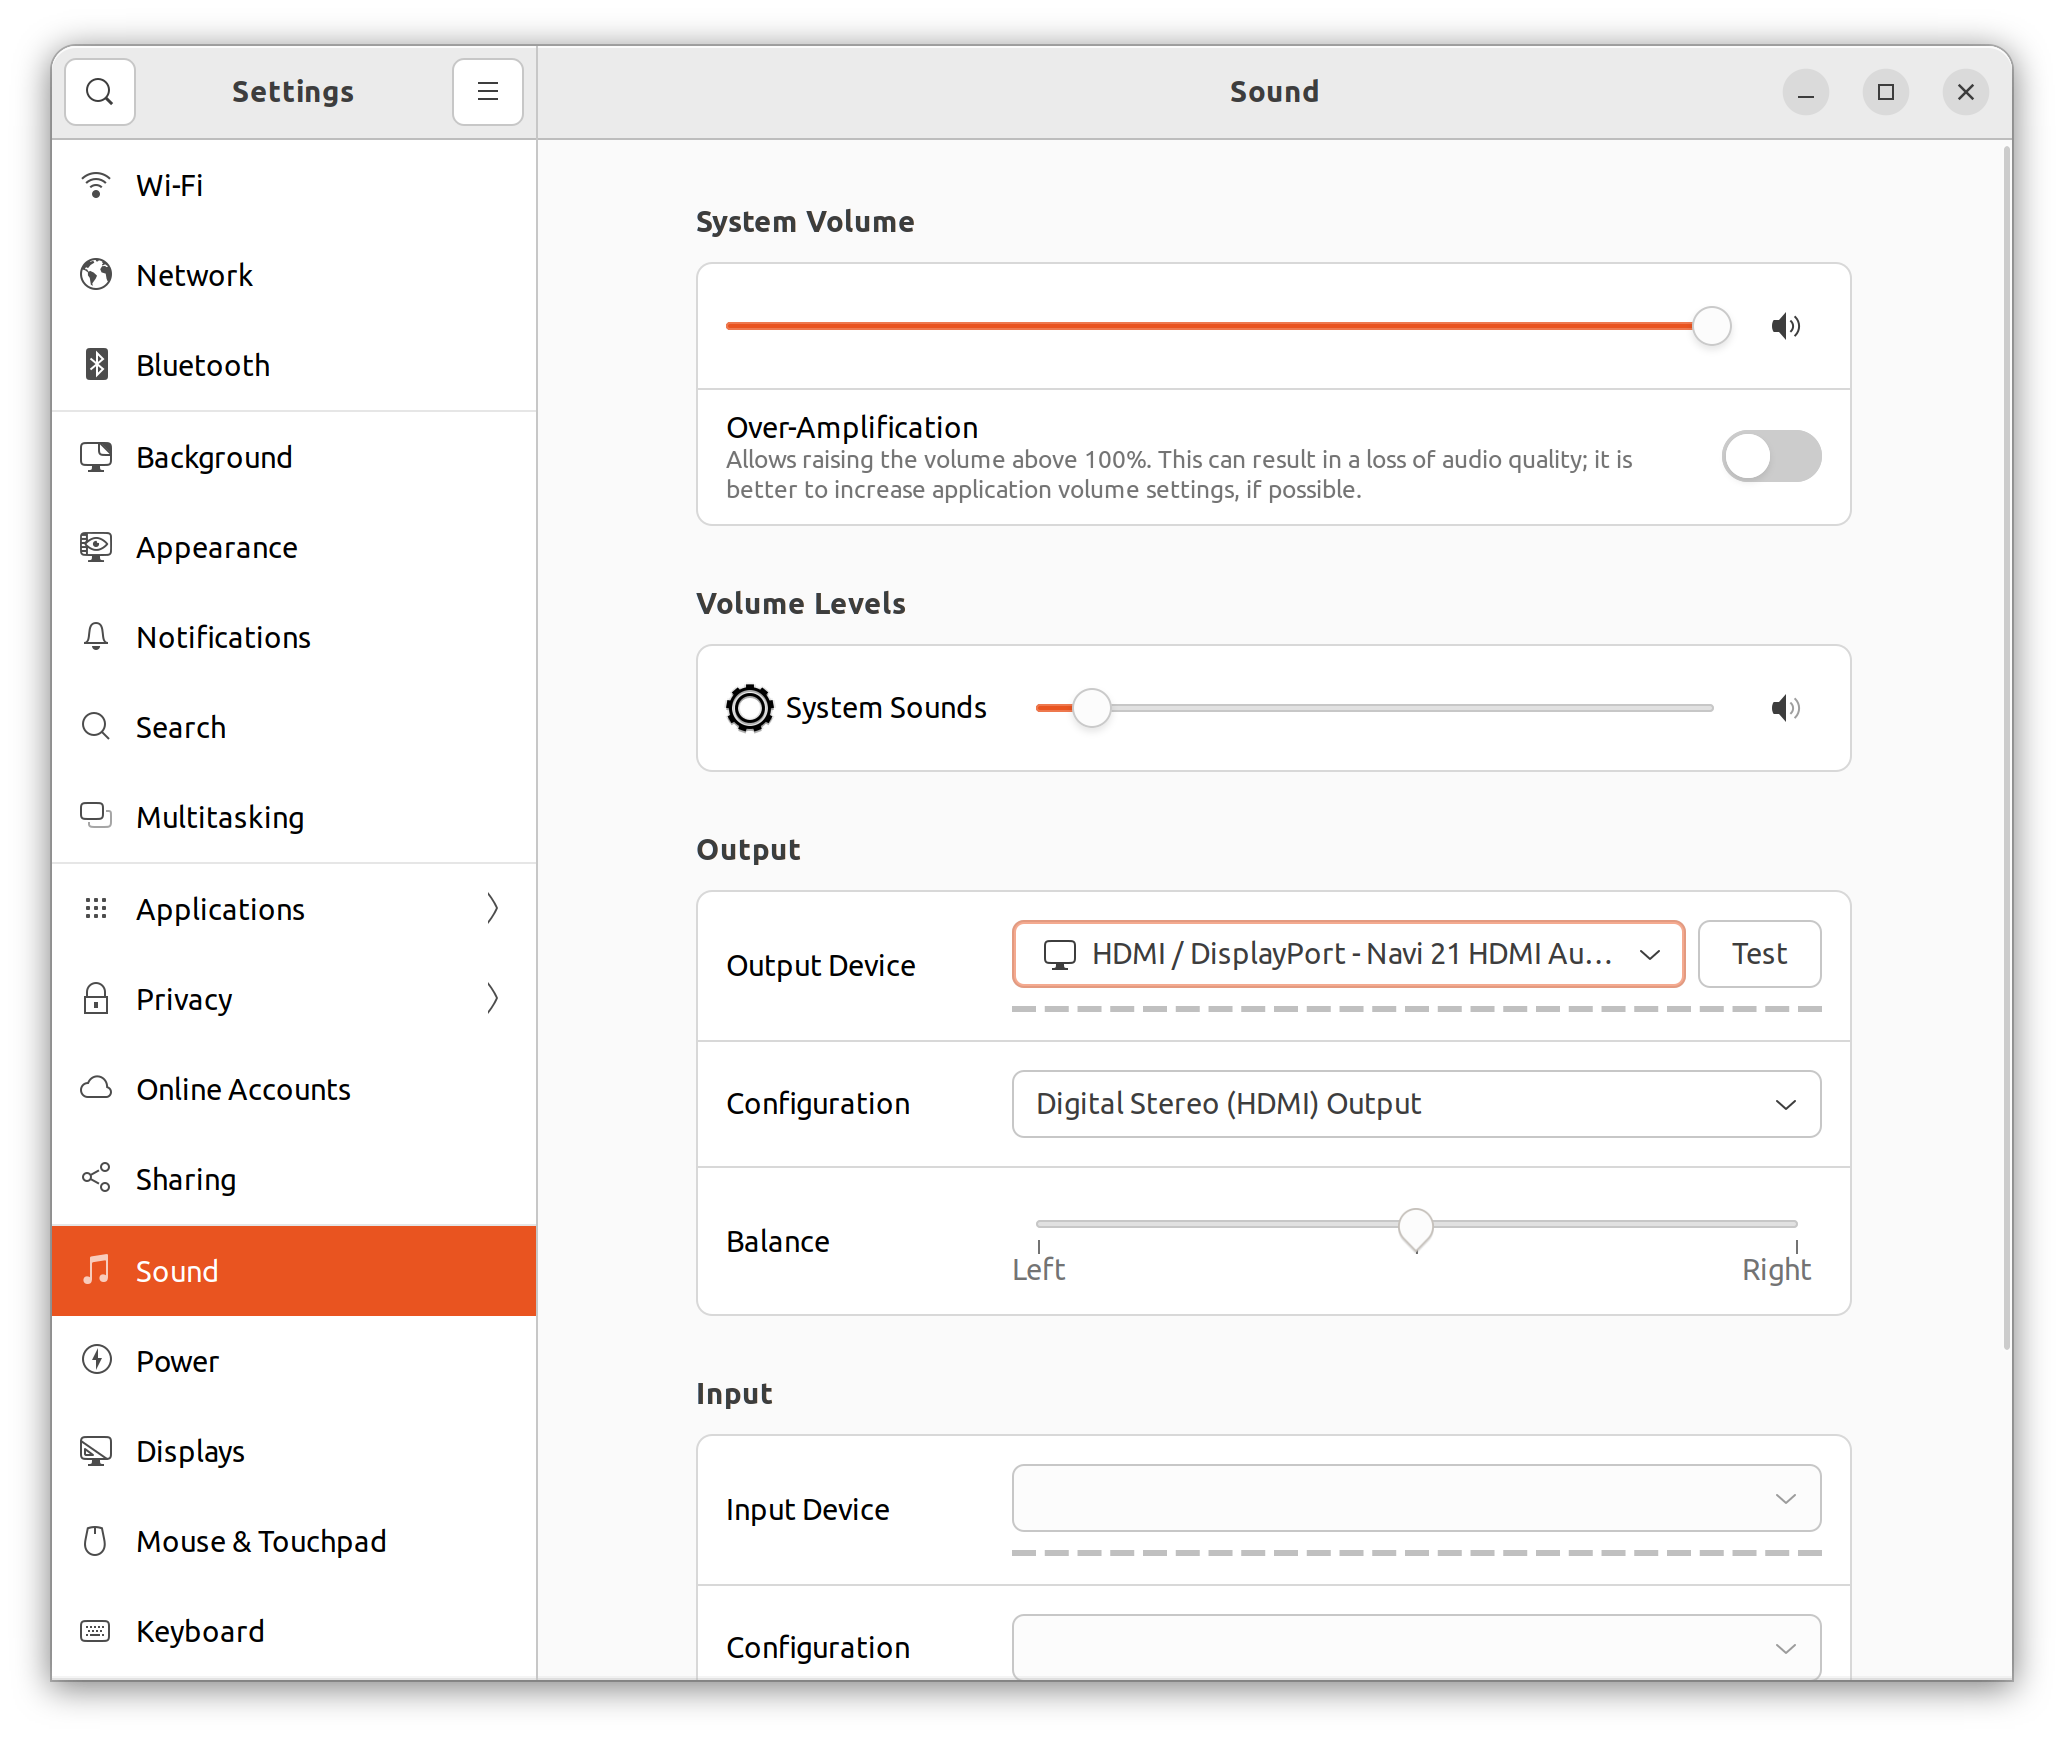 Settings
Sound
Wi-Fi
Network
Bluetooth
Background
Appearance
Notifications
Search
Multitasking
Applications
Privacy
Online Accounts
Sharing
Sound
Power
Displays
Mouse & Touchpad
Keyboard
System Volume
Over-Amplification
Allows raising the volume above 100%. This can result in a loss of audio quality; it is
better to increase application volume settings, if possible.
Volume Levels
System Sounds
Output
Output Device
HDMI / DisplayPort - Navi 21 HDMI Au...
Test
Configuration
Digital Stereo (HDMI) Output
Balance
Left
Right
Input
Input Device
Configuration